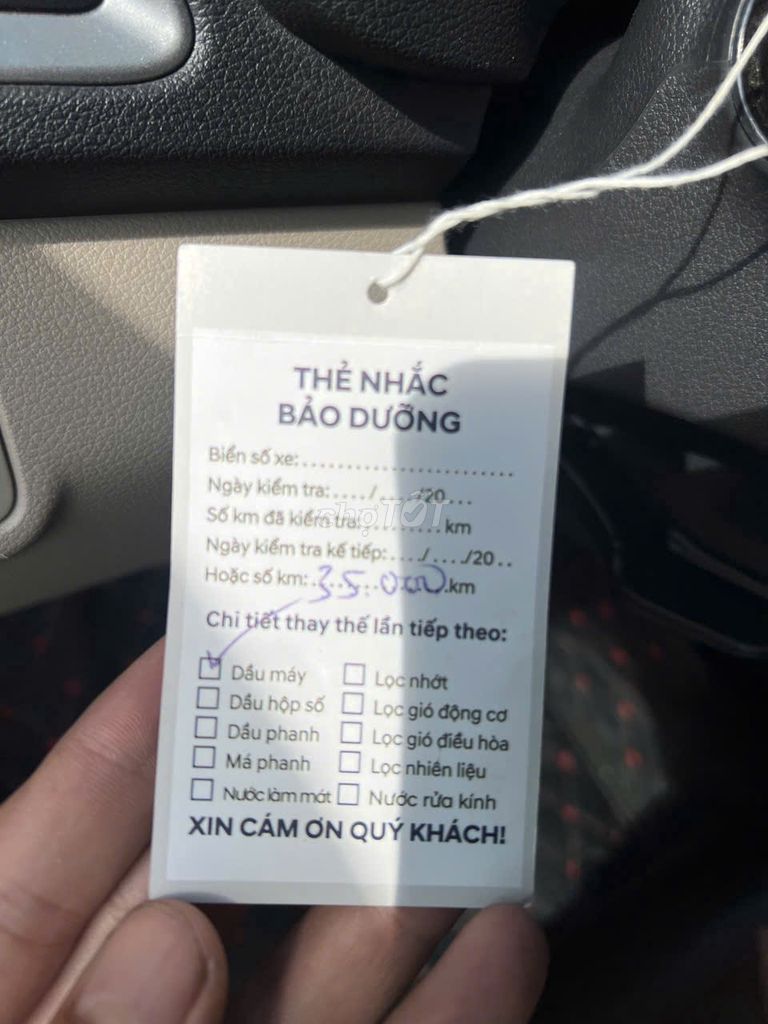 THẺ NHẮC
BẢO DƯỠNG
Biển số xe:........................
Ngày kiểm tra:..../..../20...
Số km đã kiểm tra:.........km
chợTỐT
Ngày kiểm tra kế tiếp:..../..../20..
Hoặc số km: 35.000.km
Chi tiết thay thế lần tiếp theo:
☑ Dầu máy ☐ Lọc nhớt
☐ Dầu hộp số ☐ Lọc gió động cơ
☐ Dầu phanh ☐ Lọc gió điều hòa
☐ Má phanh ☐ Lọc nhiên liệu
☐ Nước làm mát ☐ Nước rửa kính
XIN CÁM ƠN QUÝ KHÁCH!